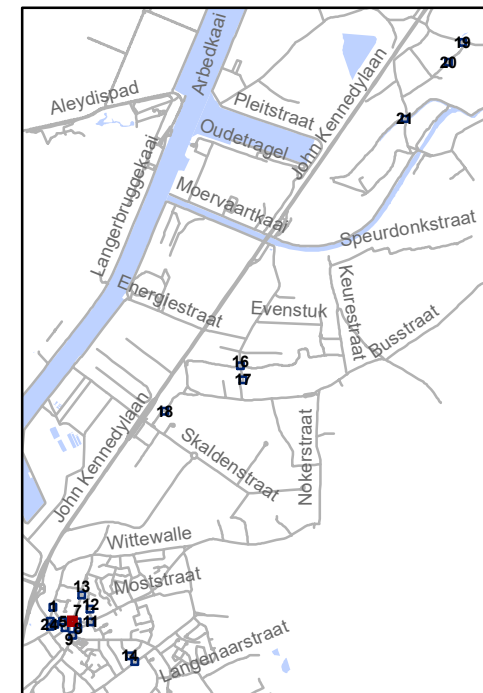 19
20
Arbedkaai
Aleydispad
Pleitstraat
John Kennedylaan
21
Oudetragel
Langerbruggekaai
Moervaartkaai
Speurdonkstraat
Energiestraat
Evenstuk
Keurestraat
Busstraat
16
17
18
John Kennedylaan
Skaldenstraat
Nokerstraat
Wittewalle
Moststraat
13
12
7
11
9
14
Langenaarstraat